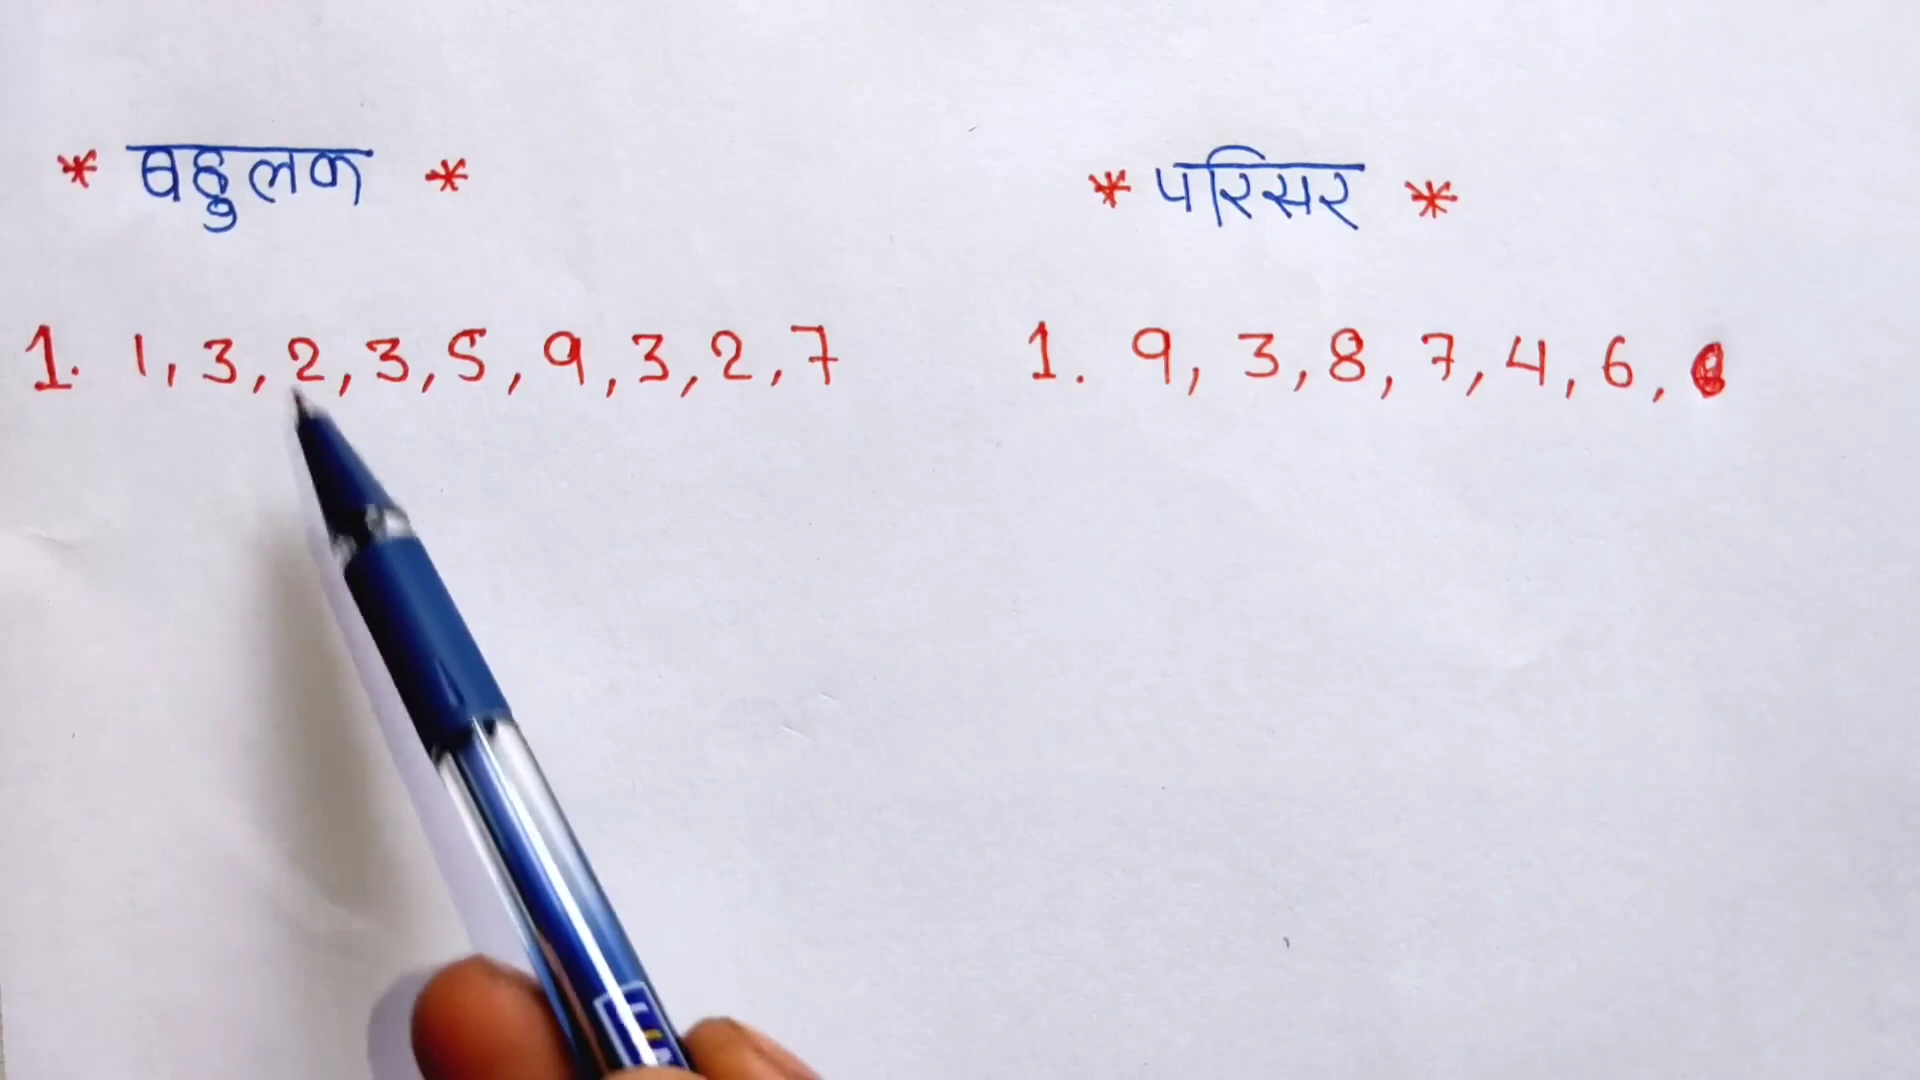 * बहुलक *
* परिसर *
1. 1, 3, 2, 3, 5, 9, 3, 2, 7
1. 9, 3, 8, 7, 4, 6,